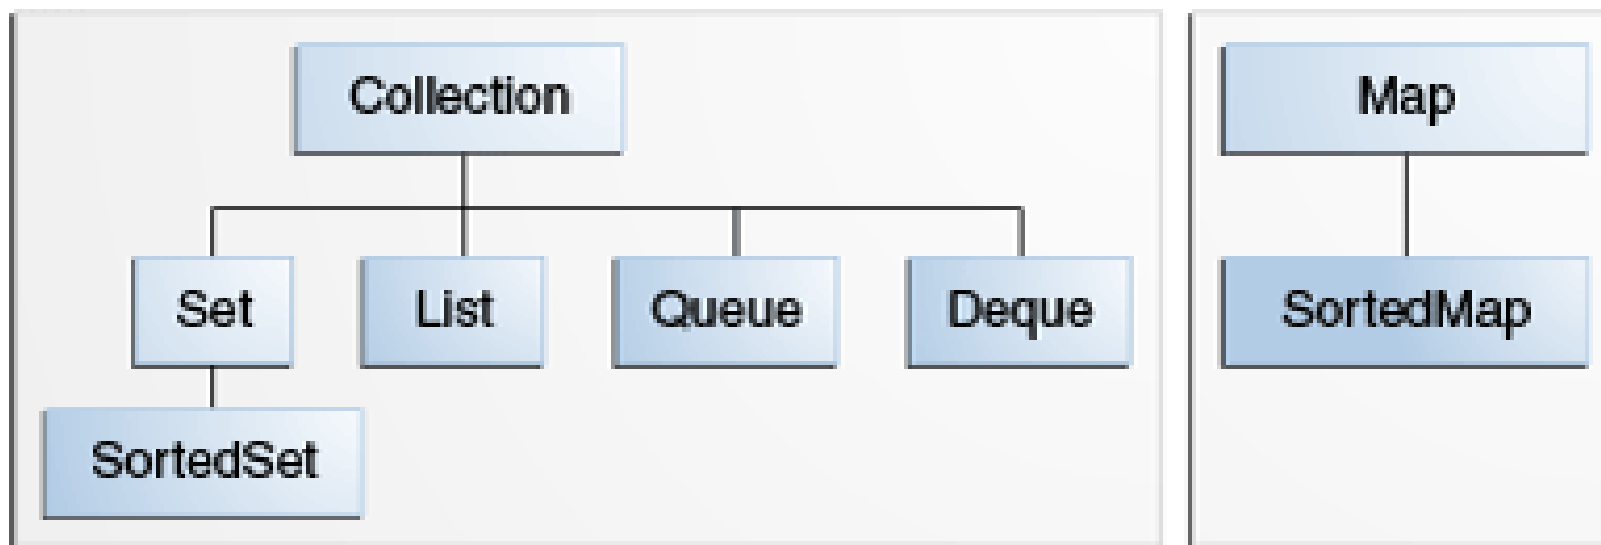 Collection
Map
Set
List
Queue
Deque
SortedMap
SortedSet